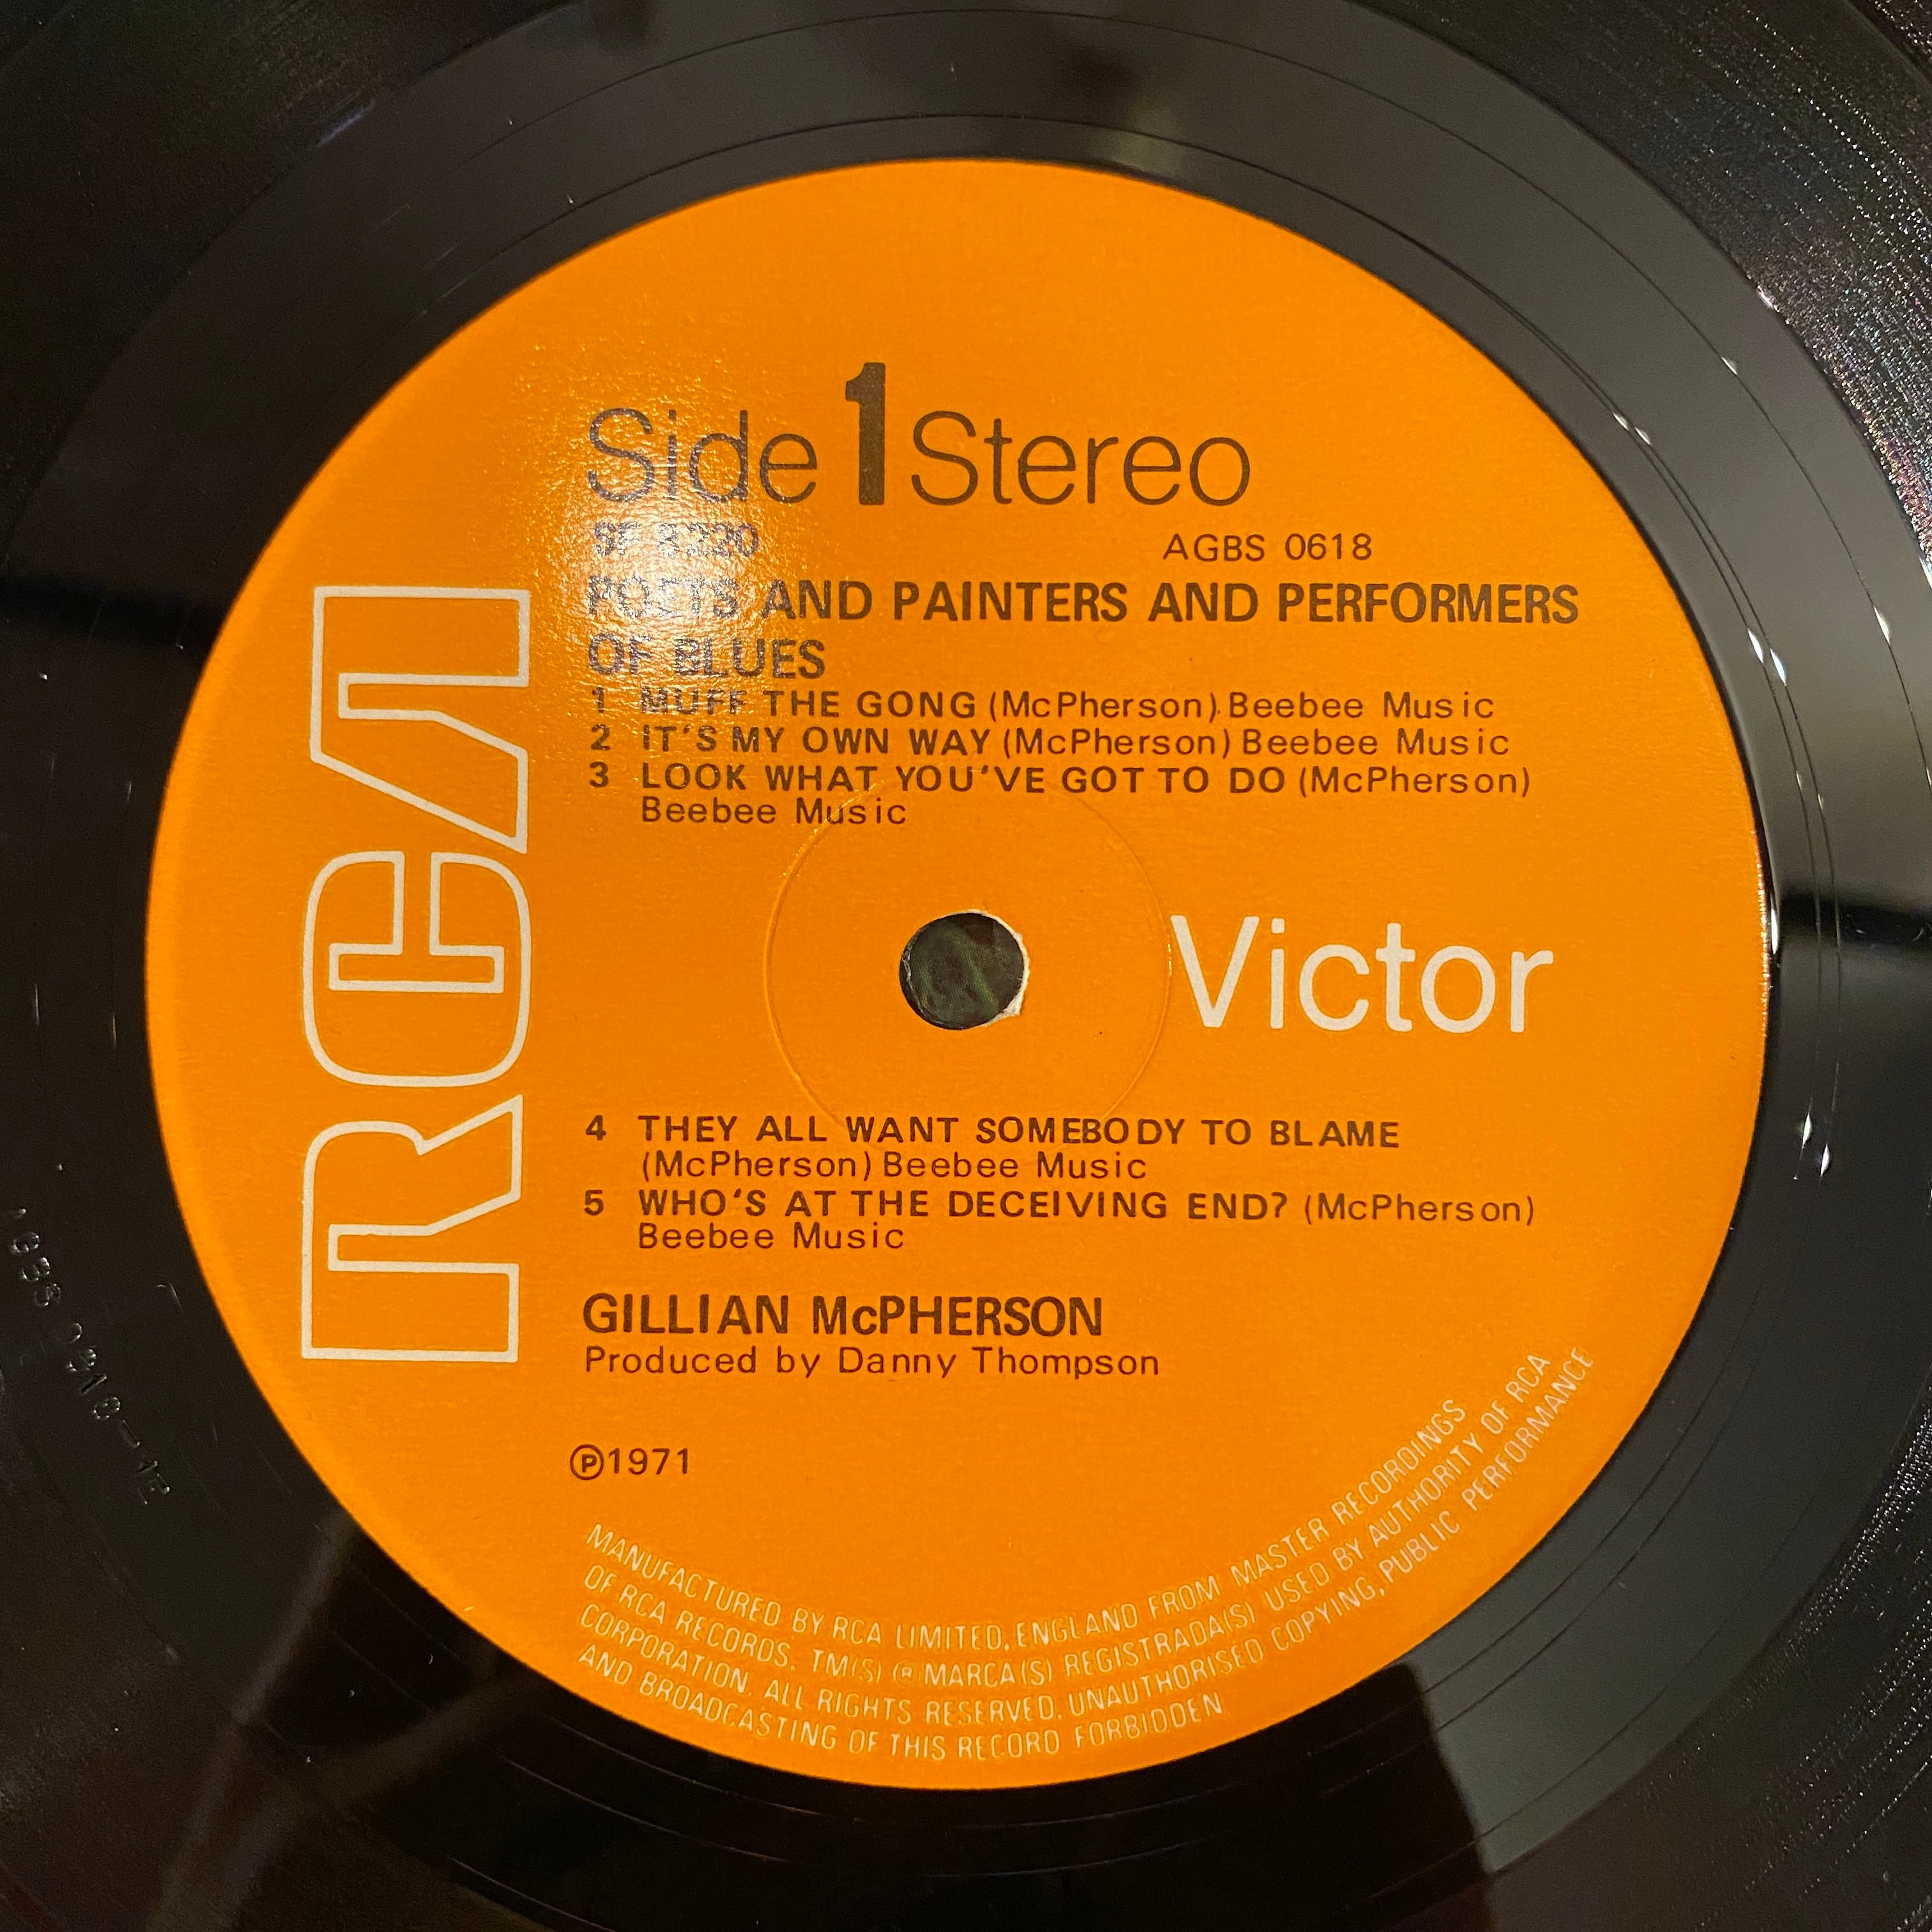 Side 1 Stereo
SF 8220 AGBS 0618
POETS AND PAINTERS AND PERFORMERS
OF BLUES
1 MUFF THE GONG (McPherson) Beebee Music
2 IT'S MY OWN WAY (McPherson) Beebee Music
3 LOOK WHAT YOU'VE GOT TO DO (McPherson)
Beebee Music
RCA
Victor
4 THEY ALL WANT SOMEBODY TO BLAME
(McPherson) Beebee Music
5 WHO'S AT THE DECEIVING END? (McPherson)
Beebee Music
GILLIAN McPHERSON
Produced by Danny Thompson
℗1971
MANUFACTURED BY RCA LIMITED, ENGLAND FROM MASTER RECORDINGS
OF RCA RECORDS. TM(S) ® MARCA(S) REGISTRADA(S) USED BY AUTHORITY OF RCA
CORPORATION. ALL RIGHTS RESERVED. UNAUTHORISED COPYING, PUBLIC PERFORMANCE
AND BROADCASTING OF THIS RECORD FORBIDDEN